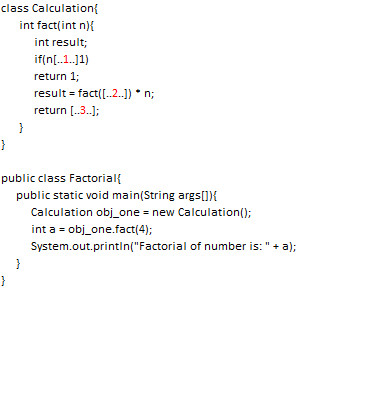 class Calculation{
int fact(int n){
int result;
if(n[..1..]1)
return 1;
result = fact([..2..]) * n;
return [..3..];
}
}
public class Factorial{
public static void main(String args[]){
Calculation obj_one = new Calculation();
int a = obj_one.fact(4);
System.out.println("Factorial of number is: " + a);
}
}